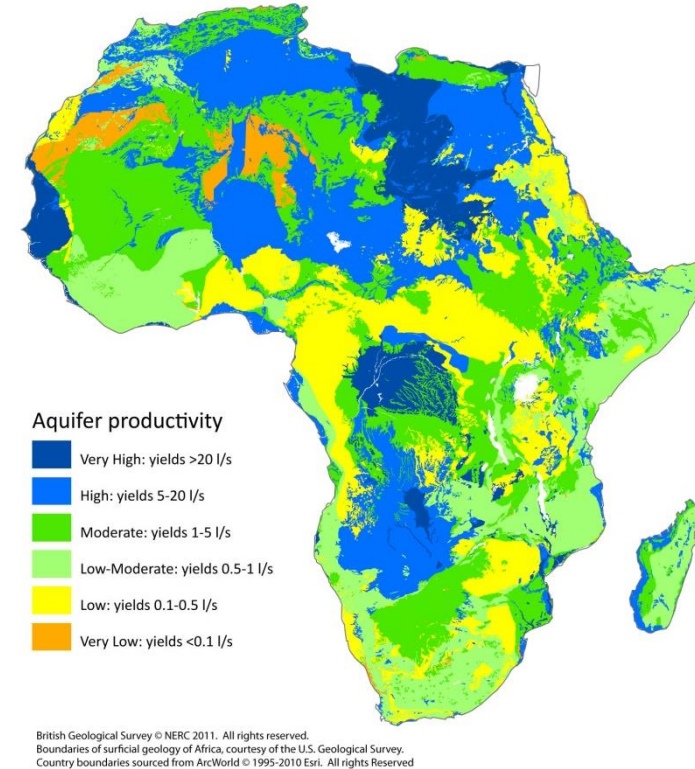 Aquifer productivity
Very High: yields >20 l/s
High: yields 5-20 l/s
Moderate: yields 1-5 l/s
Low-Moderate: yields 0.5-1 l/s
Low: yields 0.1-0.5 l/s
Very Low: yields <0.1 l/s
British Geological Survey © NERC 2011. All rights reserved.
Boundaries of surficial geology of Africa, courtesy of the U.S. Geological Survey.
Country boundaries sourced from ArcWorld © 1995-2010 Esri. All rights Reserved